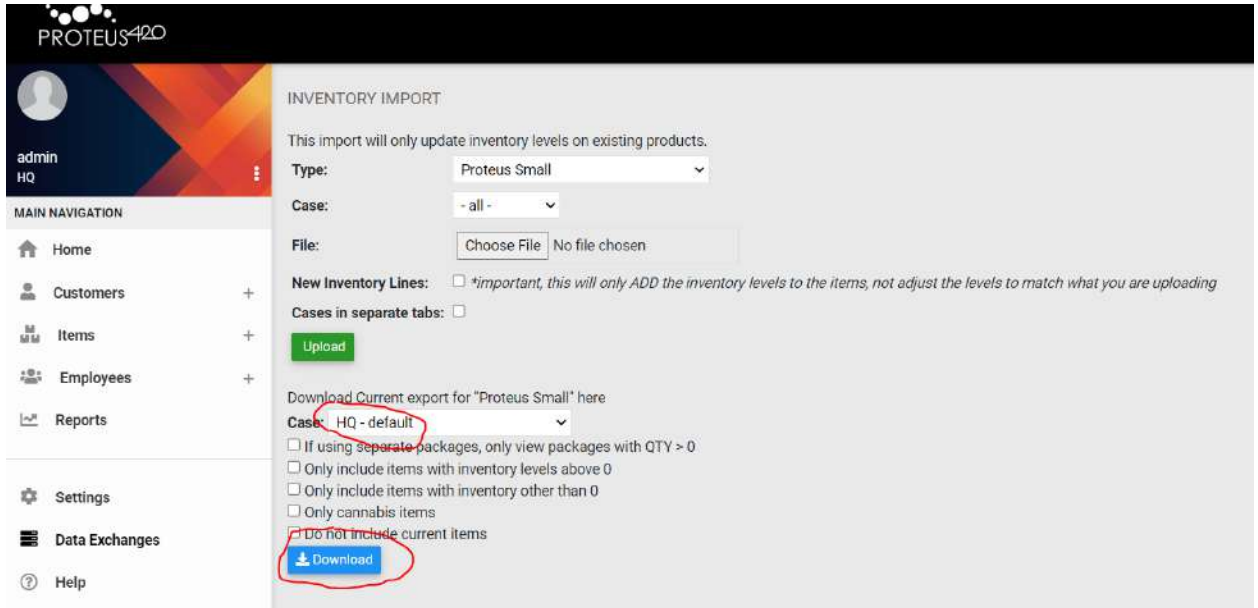 PROTEUS420
admin
HQ
MAIN NAVIGATION
Home
Customers +
Items +
Employees +
Reports
Settings
Data Exchanges
Help
INVENTORY IMPORT
This import will only update inventory levels on existing products.
Type: Proteus Small
Case: - all -
File: Choose File No file chosen
New Inventory Lines: *important, this will only ADD the inventory levels to the items, not adjust the levels to match what you are uploading
Cases in separate tabs:
Upload
Download Current export for "Proteus Small" here
Case: HQ - default
If using separate packages, only view packages with QTY > 0
Only include items with inventory levels above 0
Only include items with inventory other than 0
Only cannabis items
Do not include current items
Download